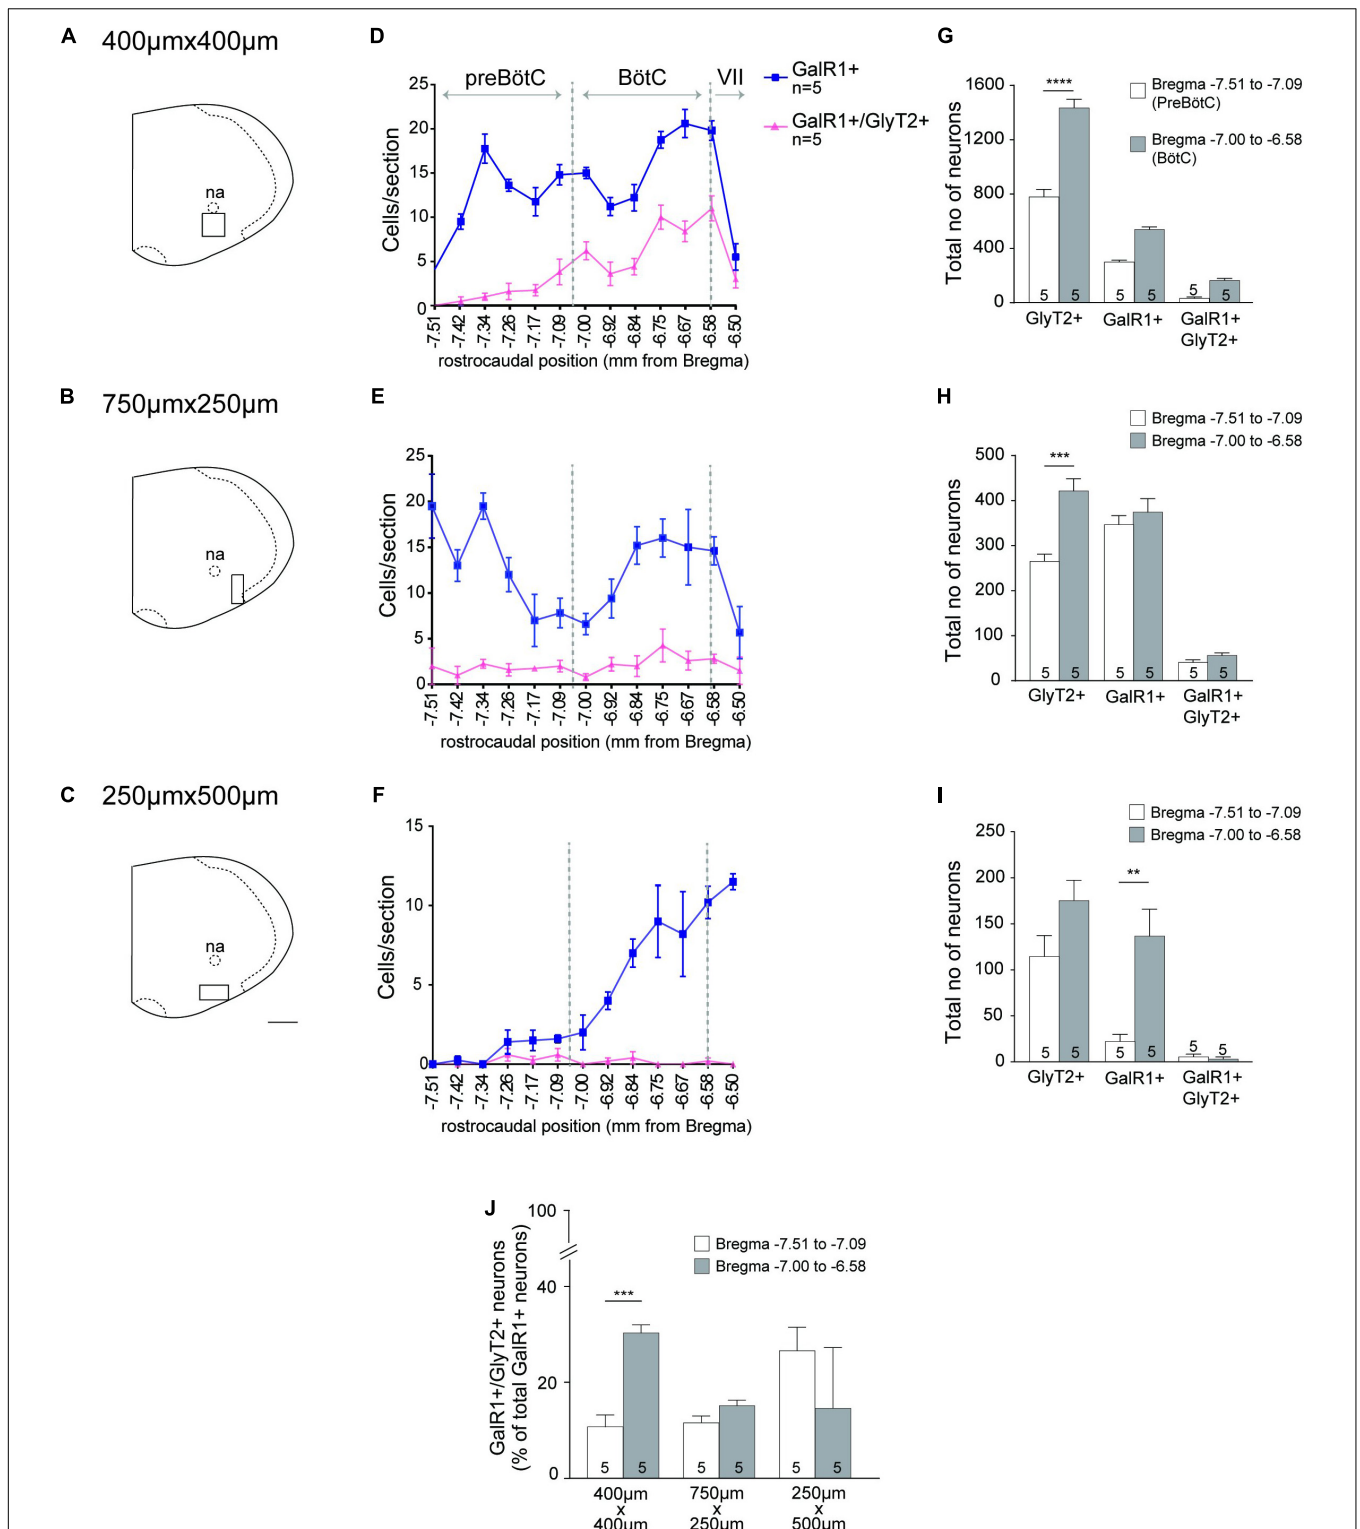 A 400µmx400µm
na
D
preBötC BötC VII
GalR1+
n=5
GalR1+/GlyT2+
n=5
Cells/section
25
20
15
10
5
0
-7.51 -7.42 -7.34 -7.26 -7.17 -7.09 -7.00 -6.92 -6.84 -6.75 -6.67 -6.58 -6.50
rostrocaudal position (mm from Bregma)
G
Total no of neurons
1600
1200
800
400
0
****
Bregma -7.51 to -7.09
(PreBötC)
Bregma -7.00 to -6.58
(BötC)
5 5 5 5 5 5
GlyT2+ GalR1+ GalR1+
GlyT2+
B 750µmx250µm
na
E
Cells/section
25
20
15
10
5
0
-7.51 -7.42 -7.34 -7.26 -7.17 -7.09 -7.00 -6.92 -6.84 -6.75 -6.67 -6.58 -6.50
rostrocaudal position (mm from Bregma)
H
Bregma -7.51 to -7.09
Bregma -7.00 to -6.58
Total no of neurons
500
400
300
200
100
0
***
5 5 5 5 5 5
GlyT2+ GalR1+ GalR1+
GlyT2+
C 250µmx500µm
na
F
Cells/section
15
10
5
0
-7.51 -7.42 -7.34 -7.26 -7.17 -7.09 -7.00 -6.92 -6.84 -6.75 -6.67 -6.58 -6.50
rostrocaudal position (mm from Bregma)
I
Bregma -7.51 to -7.09
Bregma -7.00 to -6.58
Total no of neurons
250
200
150
100
50
0
**
5 5 5 5 5 5
GlyT2+ GalR1+ GalR1+
GlyT2+
J
GalR1+/GlyT2+ neurons
(% of total GalR1+ neurons)
100
40
20
0
***
Bregma -7.51 to -7.09
Bregma -7.00 to -6.58
5 5 5 5 5 5
400µm 750µm 250µm
x x x
400µm 250µm 500µm